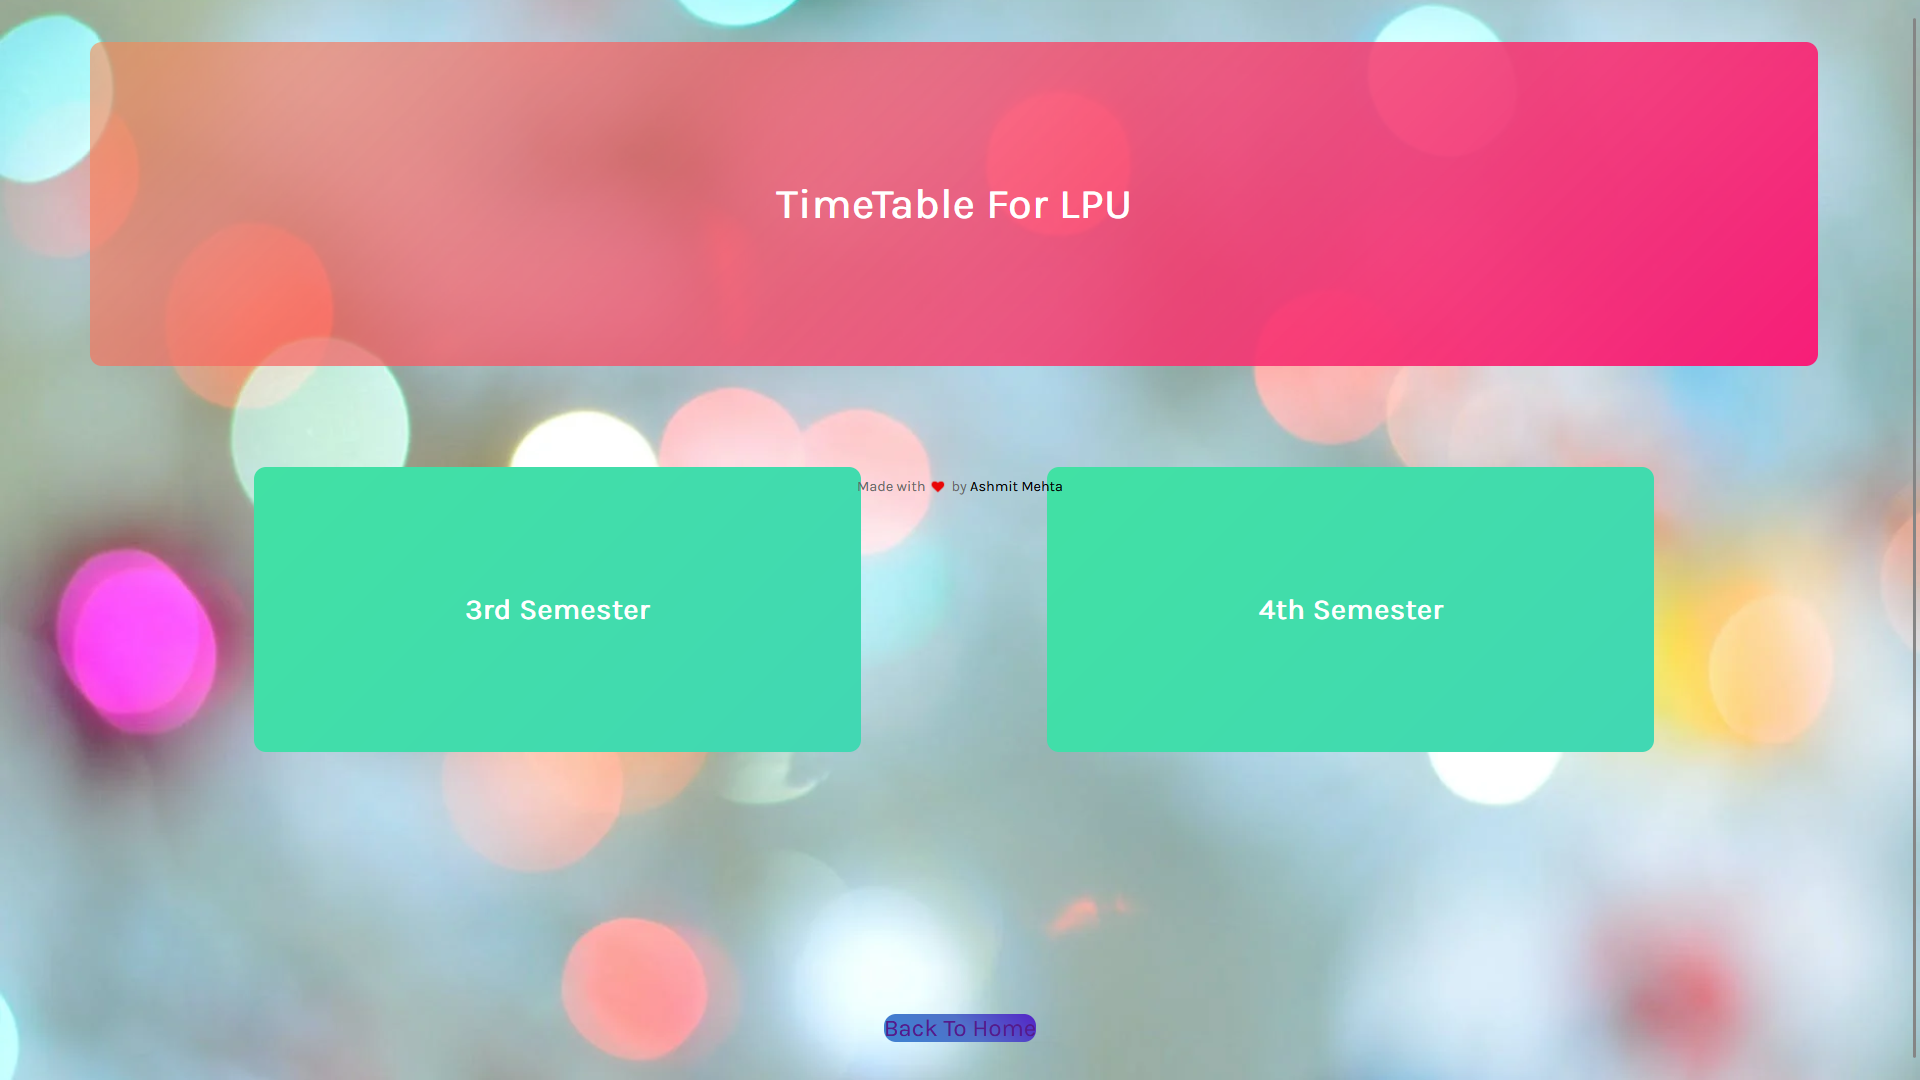 TimeTable For LPU
Made with ❤ by Ashmit Mehta
3rd Semester
4th Semester
Back To Home